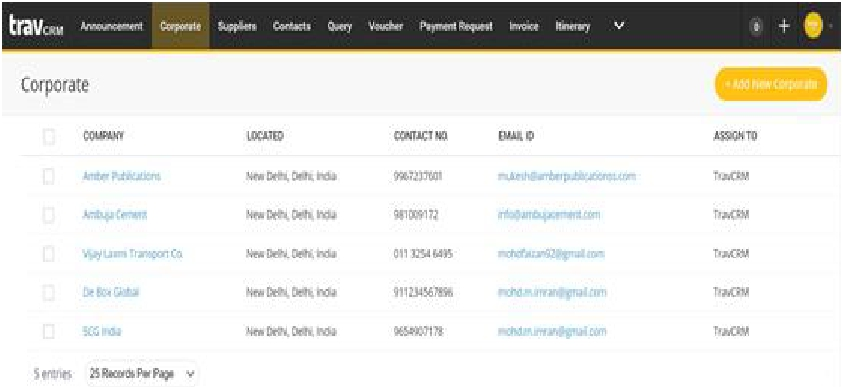 travCRM Announcement Corporate Suppliers Contacts Query Voucher Payment Request Invoice Itinerary 0 +
Corporate + Add New Corporate
COMPANY LOCATED CONTACT NO. EMAIL ID ASSIGN TO
Amber Publications New Delhi, Delhi, India 9967237601 mukesh@amberpublicationss.com TravCRM
Ambuja Cement New Delhi, Delhi, India 981009172 info@ambujacement.com TravCRM
Vijay Laxmi Transport Co. New Delhi, Delhi, India 011 3254 6495 mohdfaizan92@gmail.com TravCRM
De Box Global New Delhi, Delhi, India 911234567896 mohd.m.imran@gmail.com TravCRM
SCG India New Delhi, Delhi, India 9654907178 mohd.m.imran@gmail.com TravCRM
5 entries 25 Records Per Page